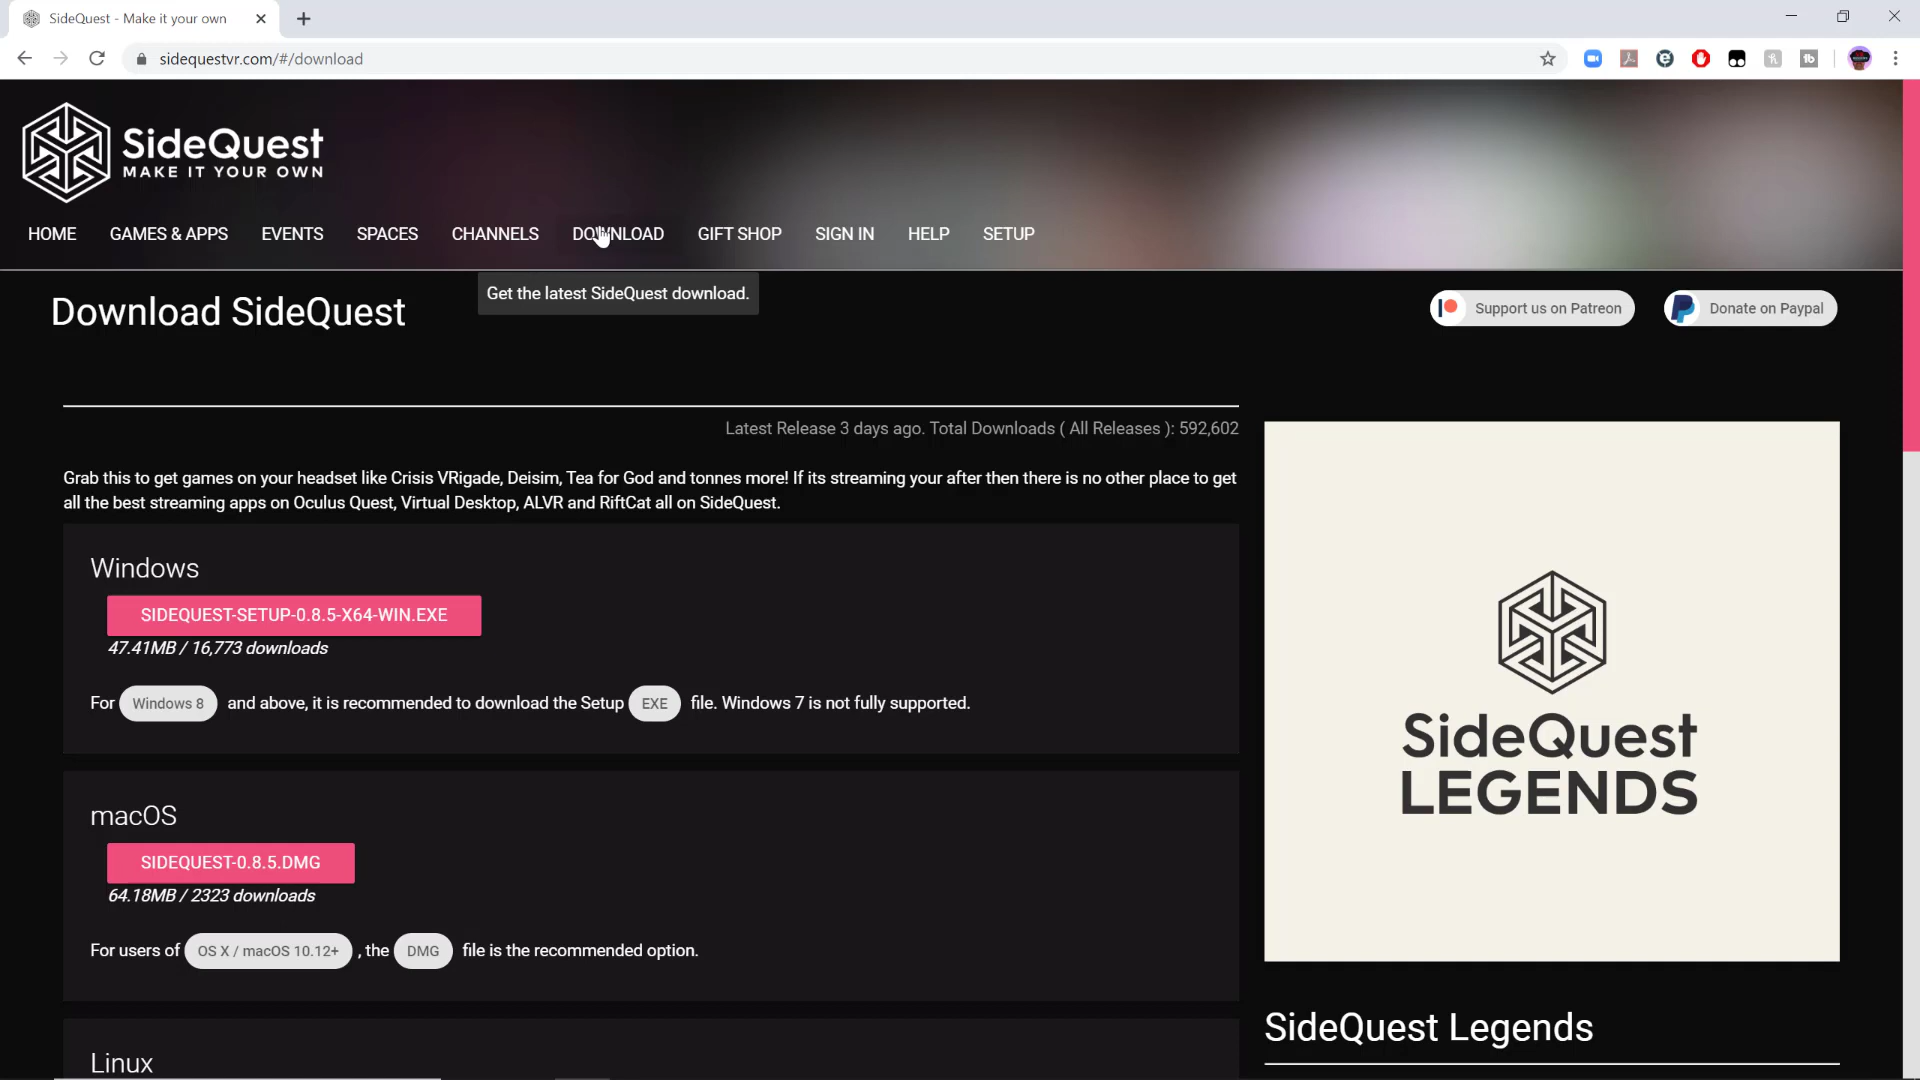 SideQuest - Make it your own
sidequestvr.com/#/download
SideQuest
MAKE IT YOUR OWN
HOME GAMES & APPS EVENTS SPACES CHANNELS DOWNLOAD GIFT SHOP SIGN IN HELP SETUP
Get the latest SideQuest download.
Download SideQuest
Support us on Patreon
Donate on Paypal
Latest Release 3 days ago. Total Downloads ( All Releases ): 592,602
Grab this to get games on your headset like Crisis VRigade, Deisim, Tea for God and tonnes more! If its streaming your after then there is no other place to get
all the best streaming apps on Oculus Quest, Virtual Desktop, ALVR and RiftCat all on SideQuest.
Windows
SIDEQUEST-SETUP-0.8.5-X64-WIN.EXE
47.41MB / 16,773 downloads
For Windows 8 and above, it is recommended to download the Setup EXE file. Windows 7 is not fully supported.
macOS
SIDEQUEST-0.8.5.DMG
64.18MB / 2323 downloads
For users of OS X / macOS 10.12+ , the DMG file is the recommended option.
Linux
SideQuest
LEGENDS
SideQuest Legends